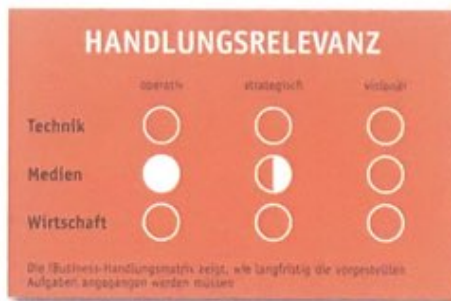 HANDLUNGSRELEVANZ
operativ strategisch visionär
Technik
Medien
Wirtschaft
Die iBusiness-Handlungsmatrix zeigt, wie langfristig die vorgestellten
Aufgaben angegangen werden müssen